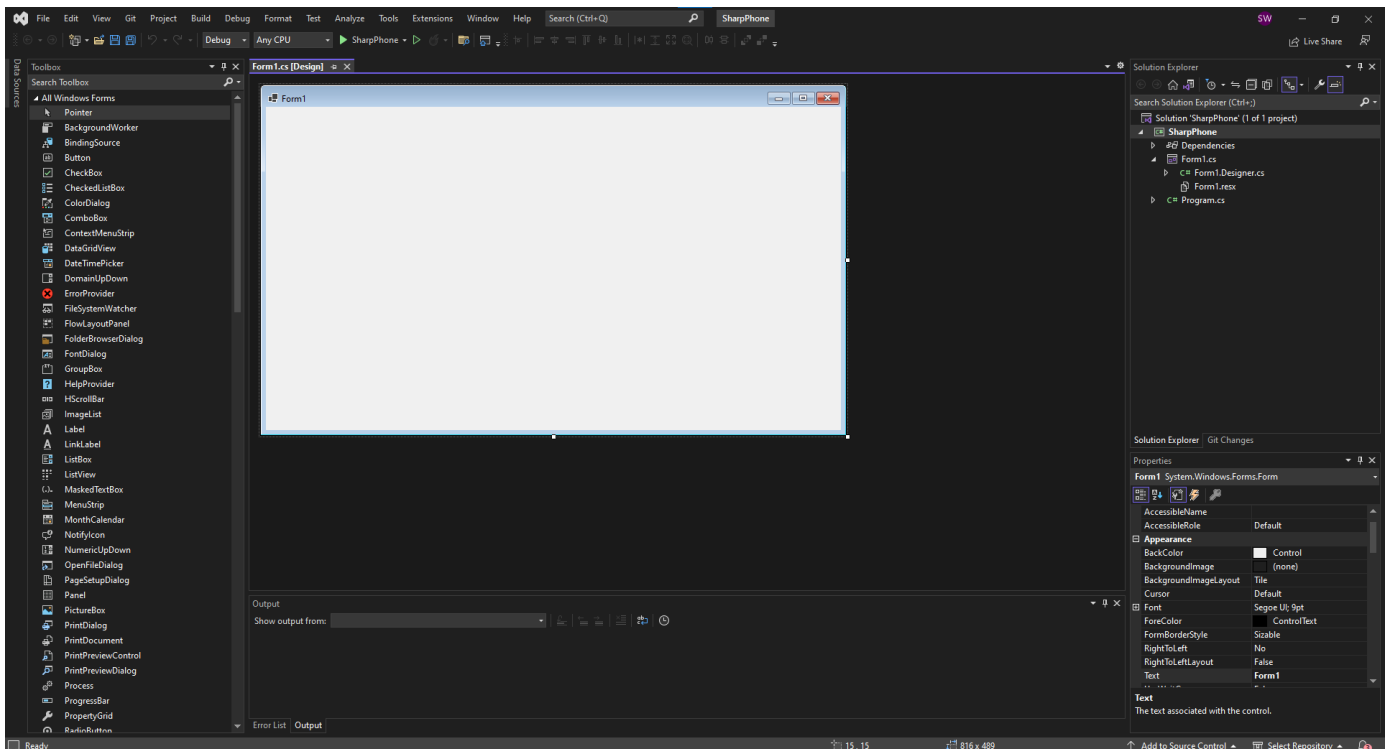 File Edit View Git Project Build Debug Format Test Analyze Tools Extensions Window Help Search (Ctrl+Q) SharpPhone SW
Debug Any CPU SharpPhone Live Share
Data Sources
Toolbox
Search Toolbox
All Windows Forms
Pointer
BackgroundWorker
BindingSource
Button
CheckBox
CheckedListBox
ColorDialog
ComboBox
ContextMenuStrip
DataGridView
DateTimePicker
DomainUpDown
ErrorProvider
FileSystemWatcher
FlowLayoutPanel
FolderBrowserDialog
FontDialog
GroupBox
HelpProvider
HScrollBar
ImageList
Label
LinkLabel
ListBox
ListView
MaskedTextBox
MenuStrip
MonthCalendar
NotifyIcon
NumericUpDown
OpenFileDialog
PageSetupDialog
Panel
PictureBox
PrintDialog
PrintDocument
PrintPreviewControl
PrintPreviewDialog
Process
ProgressBar
PropertyGrid
RadioButton
Form1.cs [Design]
Form1
Output
Show output from:
Error List Output
Solution Explorer
Search Solution Explorer (Ctrl+;)
Solution 'SharpPhone' (1 of 1 project)
SharpPhone
Dependencies
Form1.cs
C# Form1.Designer.cs
Form1.resx
C# Program.cs
Solution Explorer Git Changes
Properties
Form1 System.Windows.Forms.Form
AccessibleName
AccessibleRole Default
Appearance
BackColor Control
BackgroundImage (none)
BackgroundImageLayout Tile
Cursor Default
Font Segoe UI; 9pt
ForeColor ControlText
FormBorderStyle Sizable
RightToLeft No
RightToLeftLayout False
Text Form1
Text
The text associated with the control.
Ready 15 , 15 816 x 489 Add to Source Control Select Repository